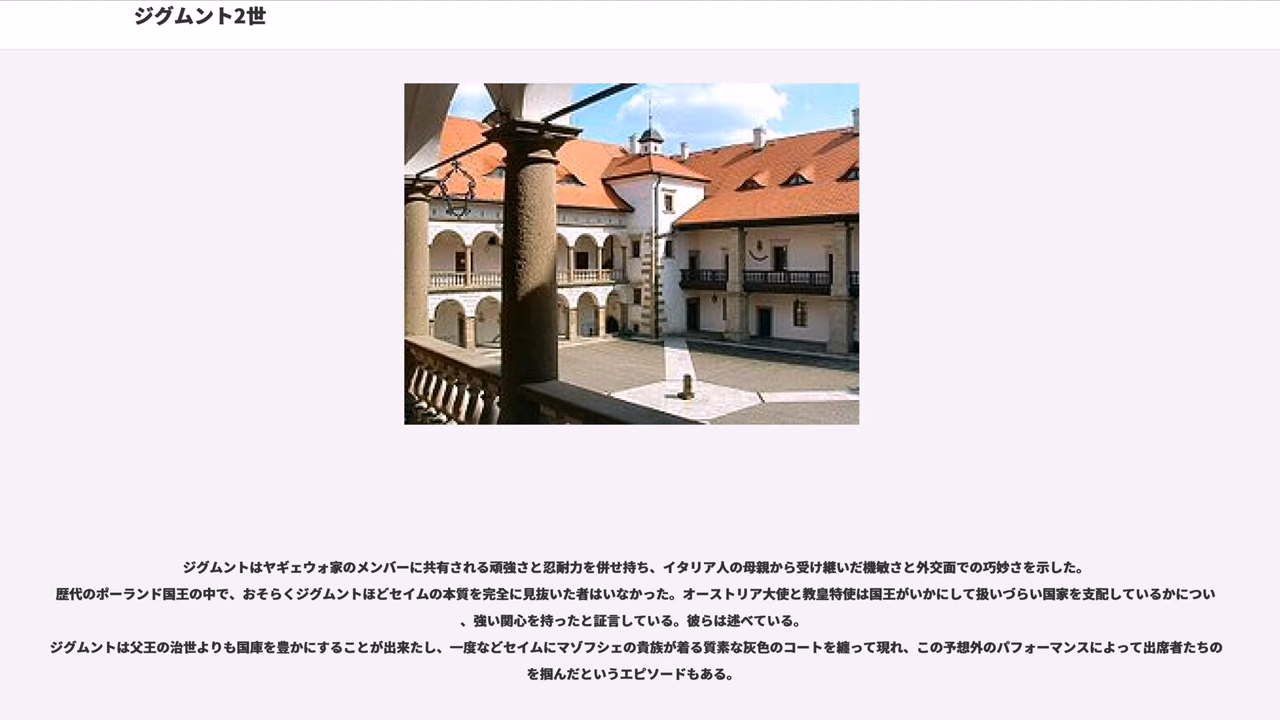 ジグムント2世
ジグムントはヤギェウォ家のメンバーに共有される頑強さと忍耐力を併せ持ち、イタリア人の母親から受け継いだ機敏さと外交面での巧妙さを示した。
歴代のポーランド国王の中で、おそらくジグムントほどセイムの本質を完全に見抜いた者はいなかった。オーストリア大使と教皇特使は国王がいかにして扱いづらい国家を支配しているかについ
、強い関心を持ったと証言している。彼らは述べている。
ジグムントは父王の治世よりも国庫を豊かにすることが出来たし、一度などセイムにマゾフシェの貴族が着る質素な灰色のコートを纏って現れ、この予想外のパフォーマンスによって出席者たちの
を掴んだというエピソードもある。